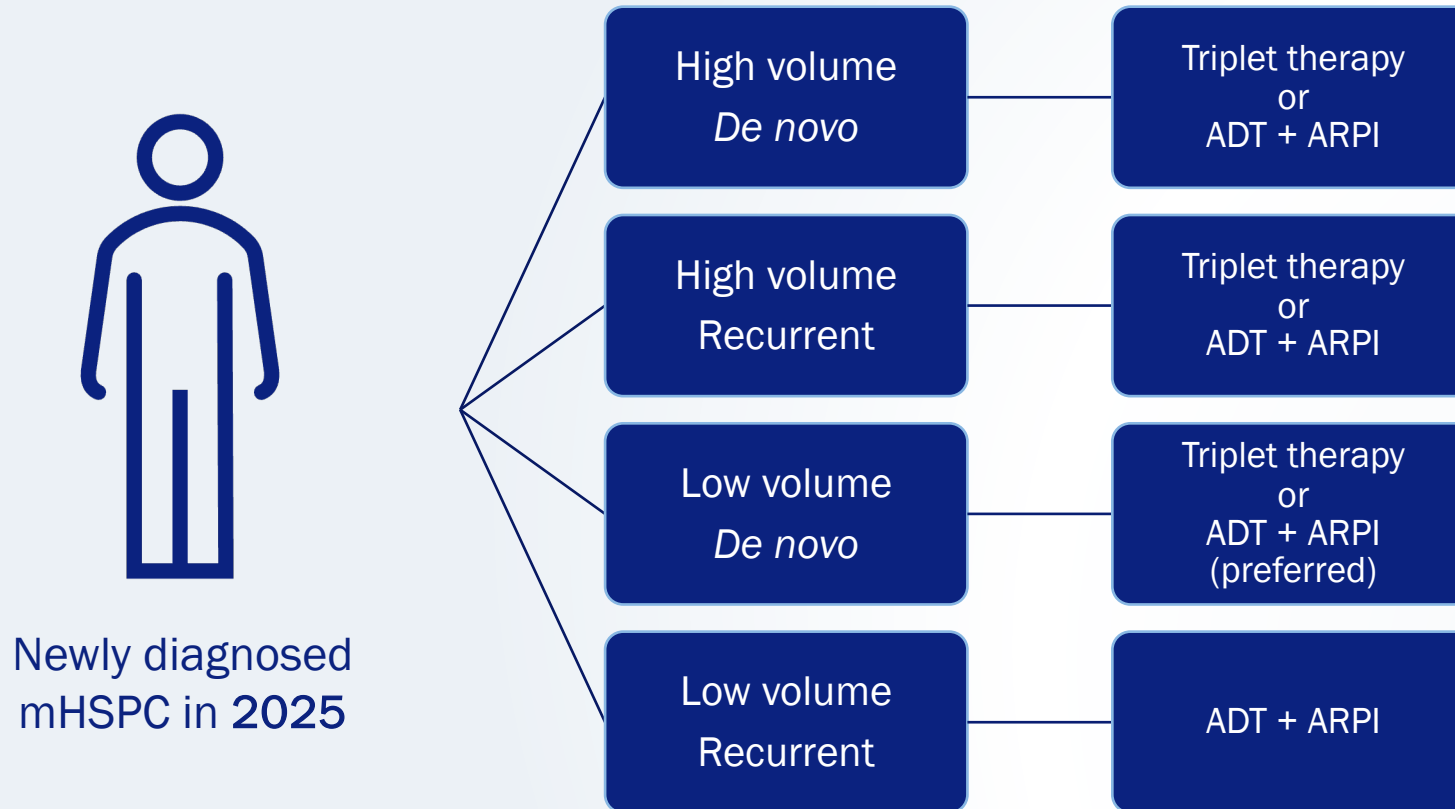 High volume
De novo
Triplet therapy
or
ADT + ARPI
High volume
Recurrent
Triplet therapy
or
ADT + ARPI
Low volume
De novo
Triplet therapy
or
ADT + ARPI
(preferred)
Low volume
Recurrent
ADT + ARPI
Newly diagnosed
mHSPC in 2025